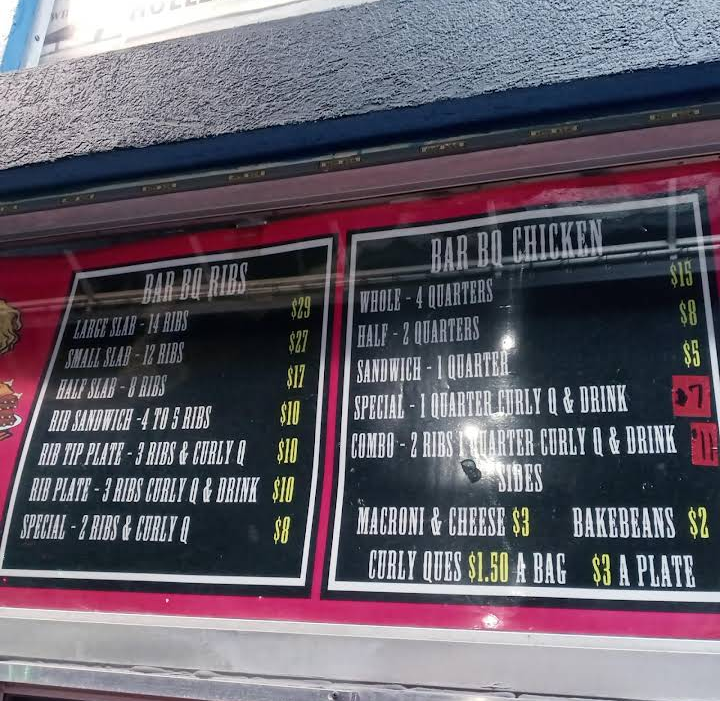 BAR BQ RIBS
LARGE SLAB - 14 RIBS $29
SMALL SLAB - 12 RIBS $27
HALF SLAB - 8 RIBS $17
RIB SANDWICH - 4 TO 5 RIBS $10
RIB TIP PLATE - 3 RIBS & CURLY Q $10
RIB PLATE - 3 RIBS CURLY Q & DRINK $10
SPECIAL - 2 RIBS & CURLY Q $8
BAR BQ CHICKEN
WHOLE - 4 QUARTERS $15
HALF - 2 QUARTERS $8
SANDWICH - 1 QUARTER $5
SPECIAL - 1 QUARTER CURLY Q & DRINK $7
COMBO - 2 RIBS 1 QUARTER CURLY Q & DRINK $11
SIDES
MACRONI & CHEESE $3 BAKEBEANS $2
CURLY QUES $1.50 A BAG $3 A PLATE